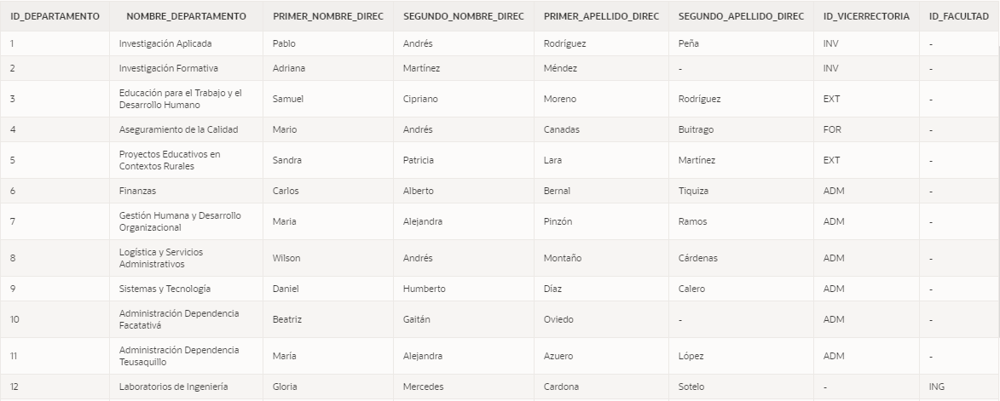 ID_DEPARTAMENTO NOMBRE_DEPARTAMENTO PRIMER_NOMBRE_DIREC SEGUNDO_NOMBRE_DIREC PRIMER_APELLIDO_DIREC SEGUNDO_APELLIDO_DIREC ID_VICERRECTORIA ID_FACULTAD
1 Investigación Aplicada Pablo Andrés Rodríguez Peña INV -
2 Investigación Formativa Adriana Martínez Méndez - INV -
3 Educación para el Trabajo y el
Desarrollo Humano Samuel Cipriano Moreno Rodríguez EXT -
4 Aseguramiento de la Calidad Mario Andrés Canadas Buitrago FOR -
5 Proyectos Educativos en
Contextos Rurales Sandra Patricia Lara Martínez EXT -
6 Finanzas Carlos Alberto Bernal Tiquiza ADM -
7 Gestión Humana y Desarrollo
Organizacional Maria Alejandra Pinzón Ramos ADM -
8 Logística y Servicios
Administrativos Wilson Andrés Montaño Cárdenas ADM -
9 Sistemas y Tecnología Daniel Humberto Díaz Calero ADM -
10 Administración Dependencia
Facatativá Beatriz Gaitán Oviedo - ADM -
11 Administración Dependencia
Teusaquillo María Alejandra Azuero López ADM -
12 Laboratorios de Ingeniería Gloria Mercedes Cardona Sotelo - ING